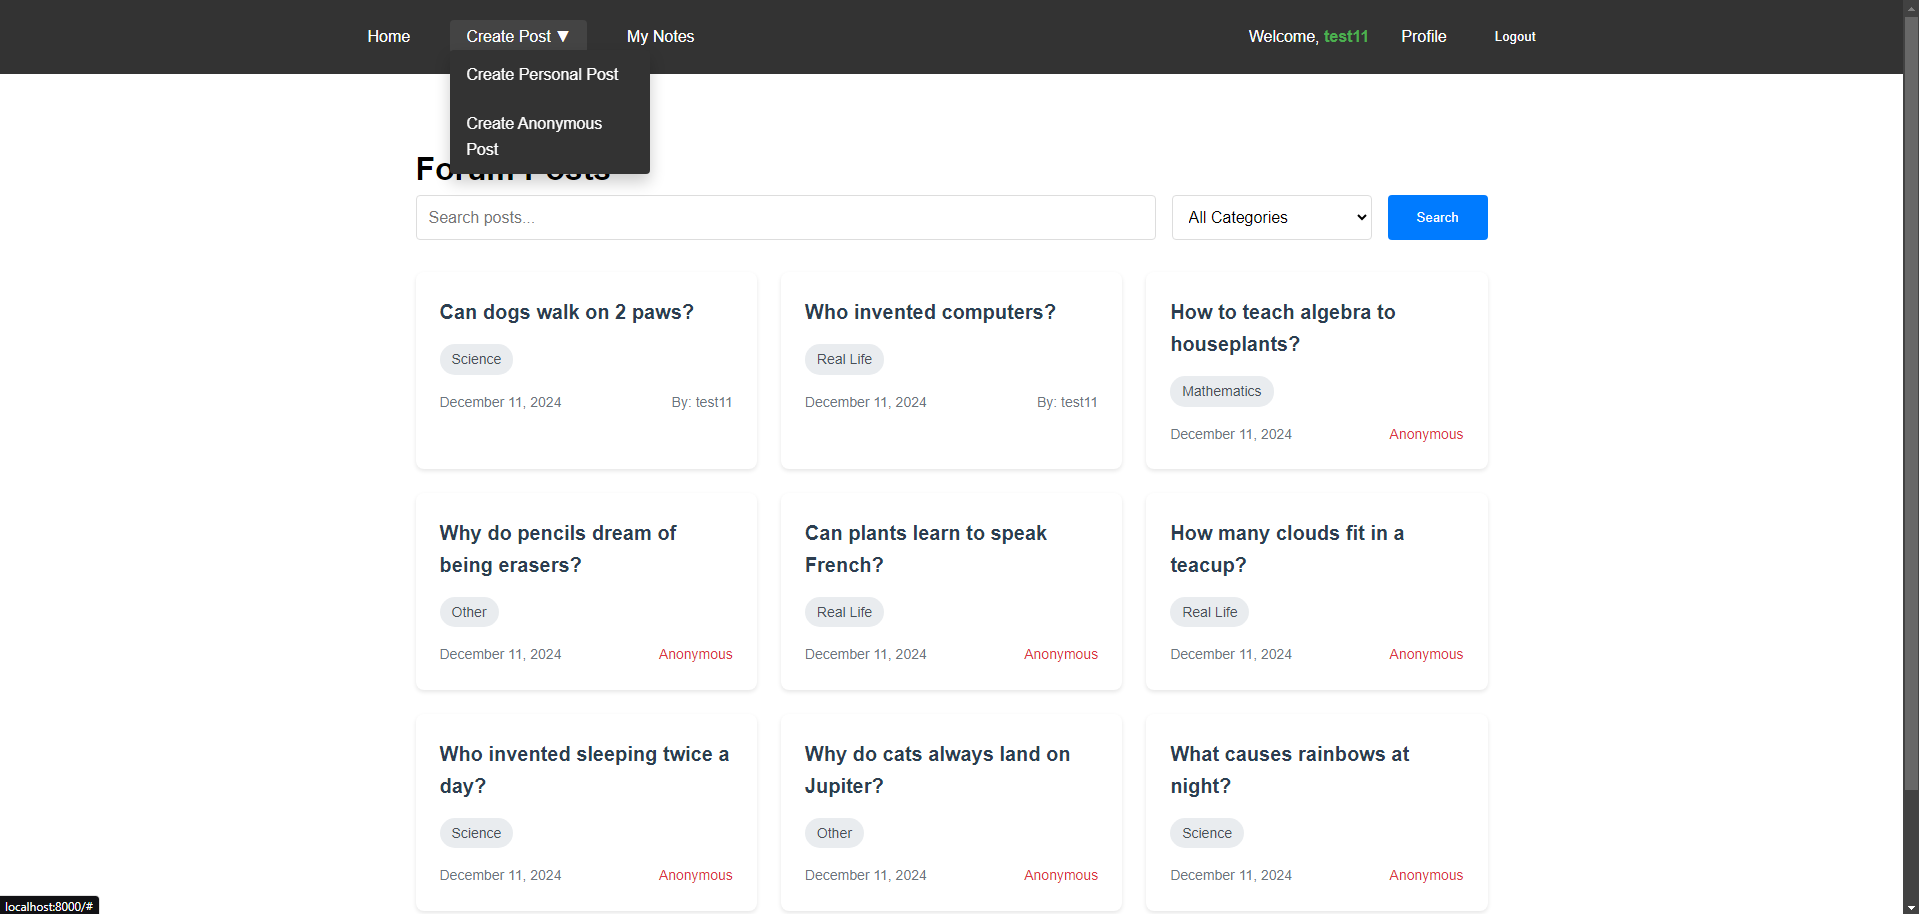 Home
Create Post ▼
My Notes
Welcome, test11
Profile
Logout
Create Personal Post
Create Anonymous
Post
Forum Posts
Search posts...
All Categories
Search
Can dogs walk on 2 paws?
Science
December 11, 2024
By: test11
Who invented computers?
Real Life
December 11, 2024
By: test11
How to teach algebra to
houseplants?
Mathematics
December 11, 2024
Anonymous
Why do pencils dream of
being erasers?
Other
December 11, 2024
Anonymous
Can plants learn to speak
French?
Real Life
December 11, 2024
Anonymous
How many clouds fit in a
teacup?
Real Life
December 11, 2024
Anonymous
Who invented sleeping twice a
day?
Science
December 11, 2024
Anonymous
Why do cats always land on
Jupiter?
Other
December 11, 2024
Anonymous
What causes rainbows at
night?
Science
December 11, 2024
Anonymous
localhost:8000/#